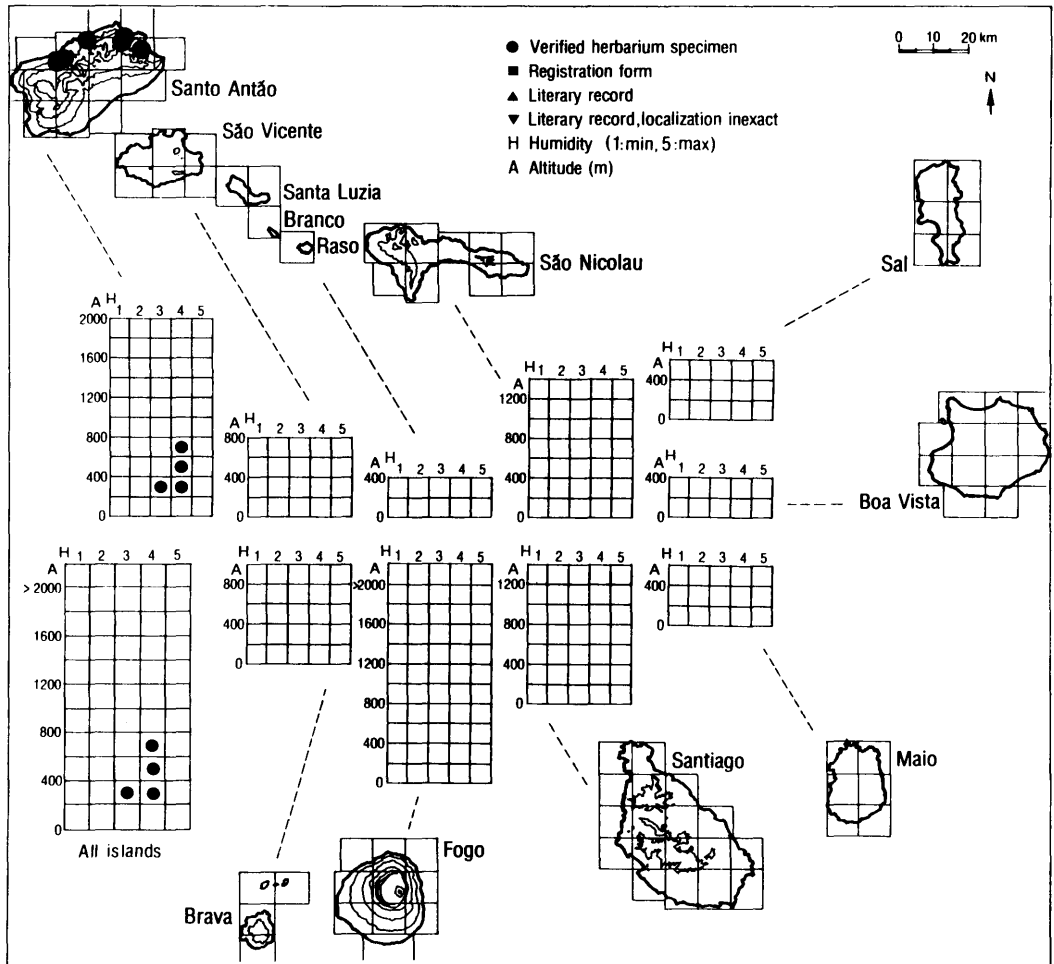 0 10 20 km
● Verified herbarium specimen
■ Registration form
▲ Literary record
▼ Literary record, localization inexact
H Humidity (1:min, 5:max)
A Altitude (m)
N
Santo Antão
São Vicente
Santa Luzia
Branco
Raso
São Nicolau
Sal
A H 1 2 3 4 5
2000
1600
1200
800
400
0
H 1 2 3 4 5
A
800
400
0
H 1 2 3 4 5
A
400
0
H 1 2 3 4 5
A
1200
800
400
0
H 1 2 3 4 5
A
400
0
Boa Vista
H 1 2 3 4 5
A
400
0
H 1 2 3 4 5
A
>2000
1600
1200
800
400
0
All islands
H 1 2 3 4 5
A
800
400
0
H 1 2 3 4 5
A
>2000
1600
1200
800
400
0
H 1 2 3 4 5
A
1200
800
400
0
H 1 2 3 4 5
A
400
0
Santiago
Maio
Fogo
Brava